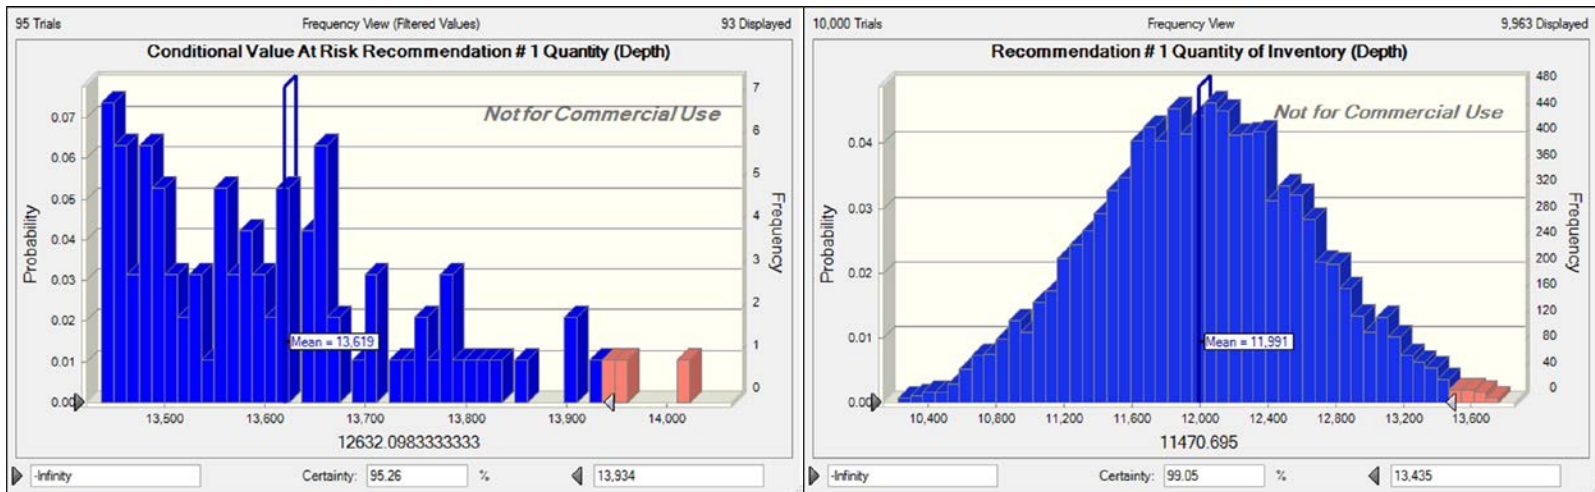 95 Trials Frequency View (Filtered Values) 93 Displayed
Conditional Value At Risk Recommendation # 1 Quantity (Depth)
Not for Commercial Use
Probability
0.07
0.06
0.05
0.04
0.03
0.02
0.01
0.00
7
6
5
4
3
2
1
0
Frequency
Mean = 13,619
13,500 13,600 13,700 13,800 13,900 14,000
12632.0983333333
-Infinity Certainty: 95.26 % 13,934
10,000 Trials Frequency View 9,963 Displayed
Recommendation # 1 Quantity of Inventory (Depth)
Not for Commercial Use
Probability
0.04
0.03
0.02
0.01
0.00
480
440
400
360
320
280
240
200
160
120
80
40
0
Frequency
Mean = 11,991
10,400 10,800 11,200 11,600 12,000 12,400 12,800 13,200 13,600
11470.695
-Infinity Certainty: 99.05 % 13,435